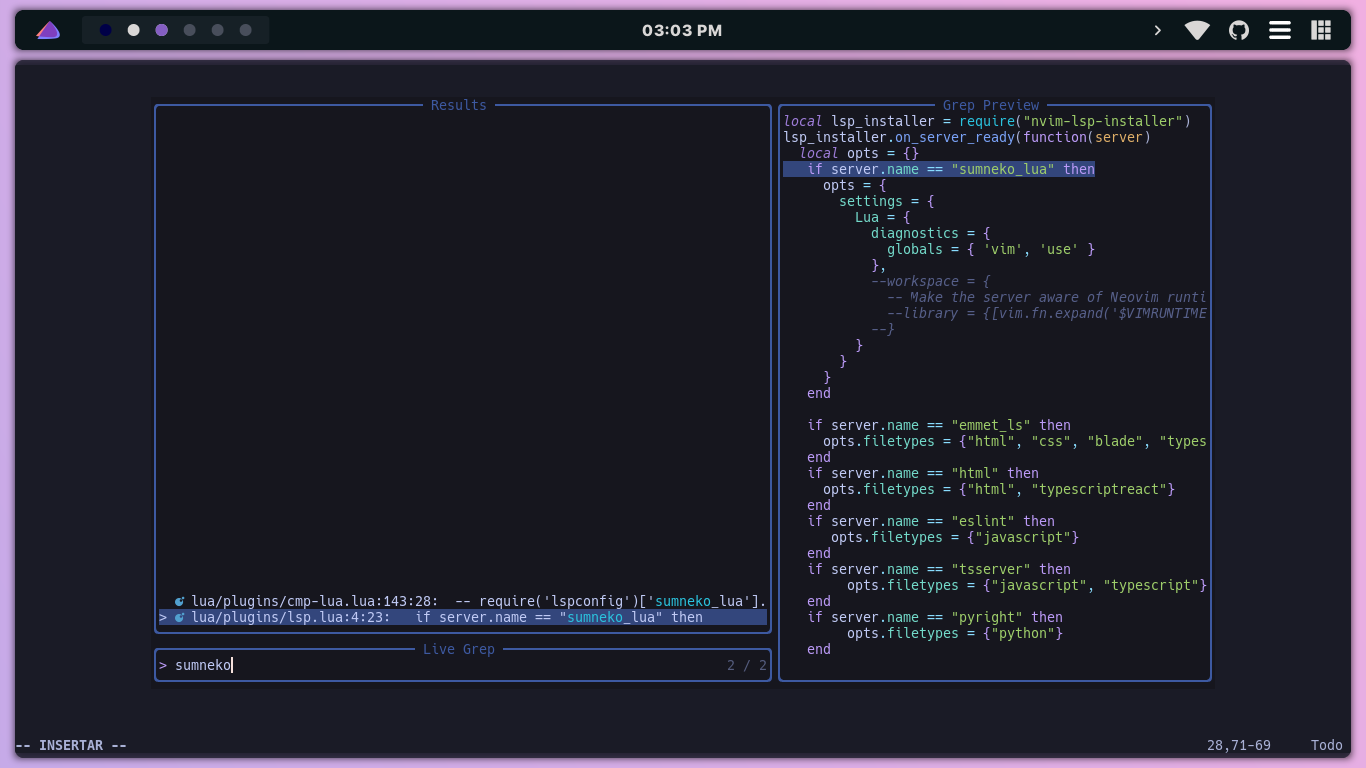 03:03 PM
Results
lua/plugins/cmp-lua.lua:143:28:  -- require('lspconfig')['sumneko_lua'].
> lua/plugins/lsp.lua:4:23:   if server.name == "sumneko_lua" then
Live Grep
> sumneko
2 / 2
Grep Preview
local lsp_installer = require("nvim-lsp-installer")
lsp_installer.on_server_ready(function(server)
  local opts = {}
   if server.name == "sumneko_lua" then
     opts = {
       settings = {
         Lua = {
           diagnostics = {
             globals = { 'vim', 'use' }
           },
           --workspace = {
             -- Make the server aware of Neovim runti
             --library = {[vim.fn.expand('$VIMRUNTIME
           --}
         }
       }
     }
   end
   if server.name == "emmet_ls" then
     opts.filetypes = {"html", "css", "blade", "types
   end
   if server.name == "html" then
     opts.filetypes = {"html", "typescriptreact"}
   end
   if server.name == "eslint" then
      opts.filetypes = {"javascript"}
   end
   if server.name == "tsserver" then
        opts.filetypes = {"javascript", "typescript"}
   end
   if server.name == "pyright" then
        opts.filetypes = {"python"}
   end
-- INSERTAR --
28,71-69
Todo